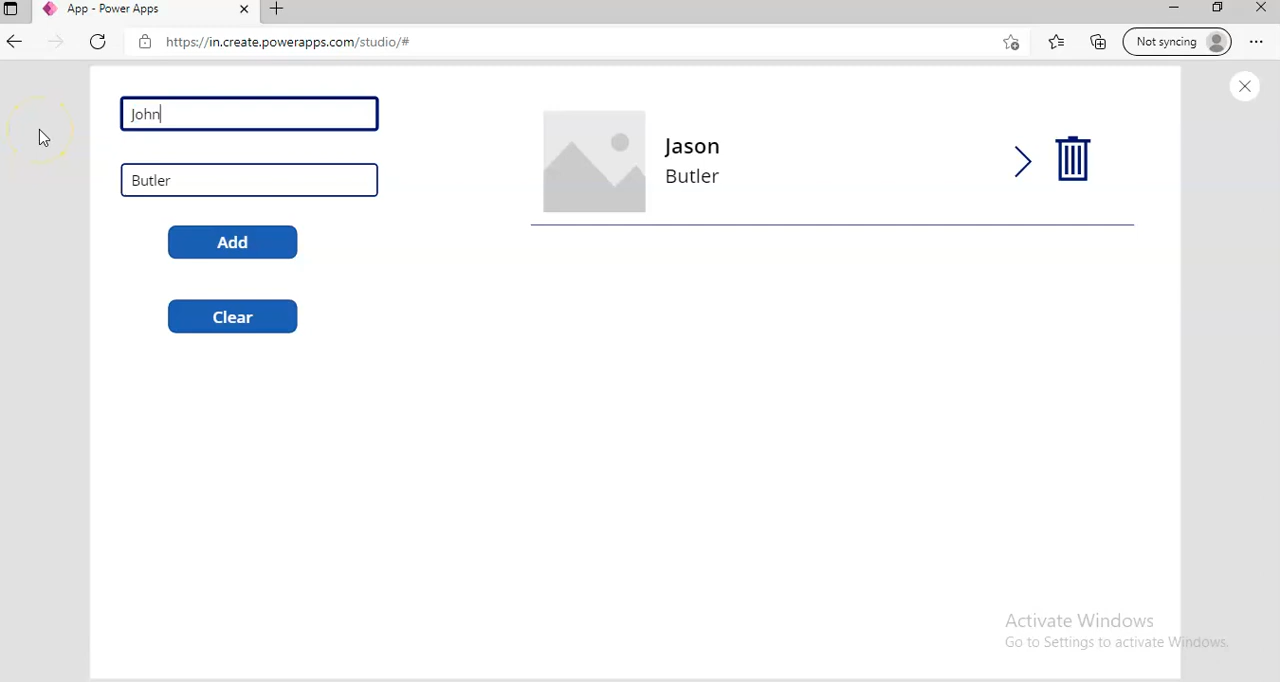 App - Power Apps
https://in.create.powerapps.com/studio/#
Not syncing
John
Butler
Add
Clear
Jason
Butler
Activate Windows
Go to Settings to activate Windows.